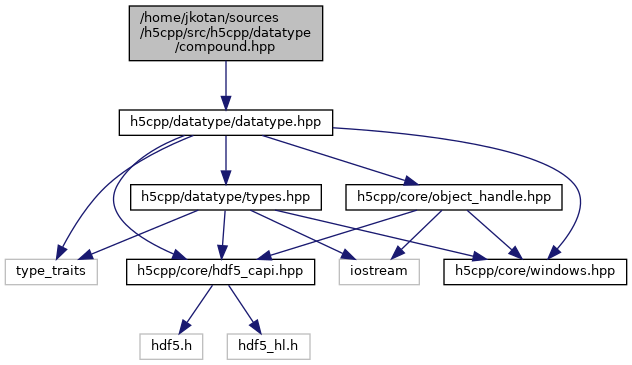 /home/jkotan/sources
/h5cpp/src/h5cpp/datatype
/compound.hpp
h5cpp/datatype/datatype.hpp
h5cpp/datatype/types.hpp
h5cpp/core/object_handle.hpp
type_traits
h5cpp/core/hdf5_capi.hpp
iostream
h5cpp/core/windows.hpp
hdf5.h
hdf5_hl.h